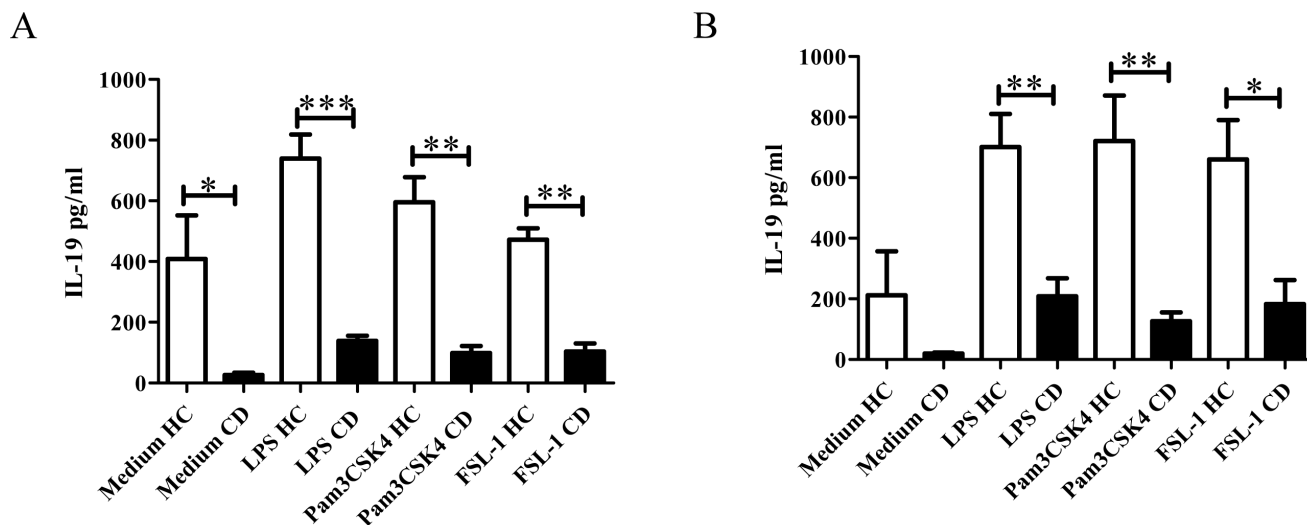 A
IL-19 pg/ml
1000
800
600
400
200
0
*
***
**
**
Medium HC
Medium CD
LPS HC
LPS CD
Pam3CSK4 HC
Pam3CSK4 CD
FSL-1 HC
FSL-1 CD
B
IL-19 pg/ml
1000
800
600
400
200
0
**
**
*
Medium HC
Medium CD
LPS HC
LPS CD
Pam3CSK4 HC
Pam3CSK4 CD
FSL-1 HC
FSL-1 CD